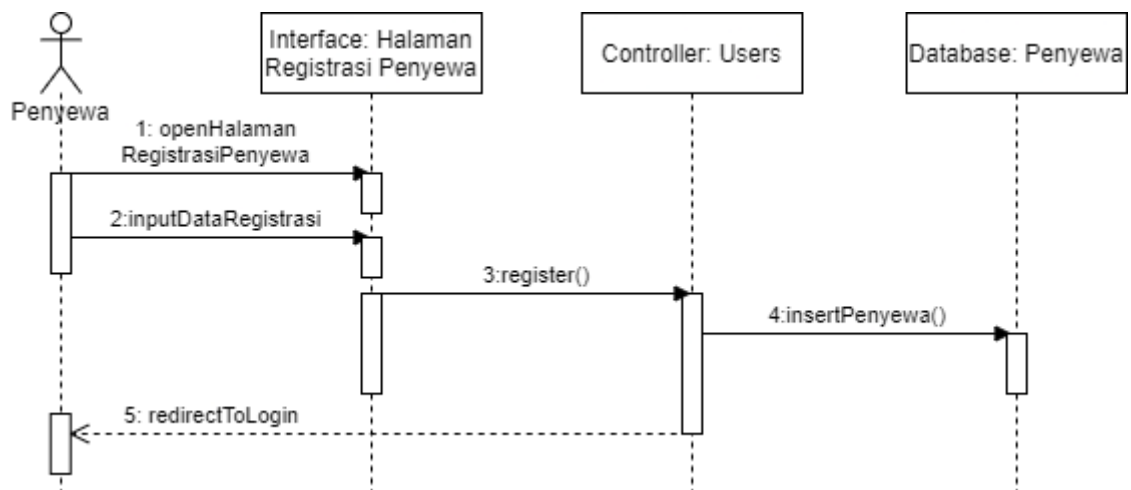 Interface: Halaman
Registrasi Penyewa
Controller: Users
Database: Penyewa
Penyewa
1: openHalaman
RegistrasiPenyewa
2:inputDataRegistrasi
3:register()
4:insertPenyewa()
5: redirectToLogin